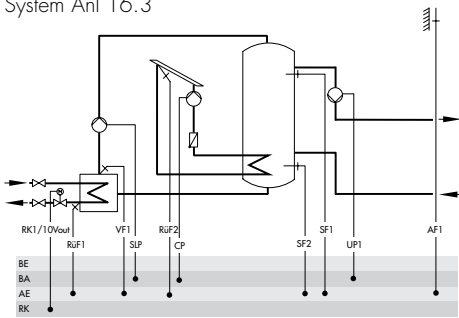 System Anl 16.3
RK1/10Vout
RüF1
VF1
SLP
RüF2
CP
SF2
SF1
UP1
AF1
BE
BA
AE
RK